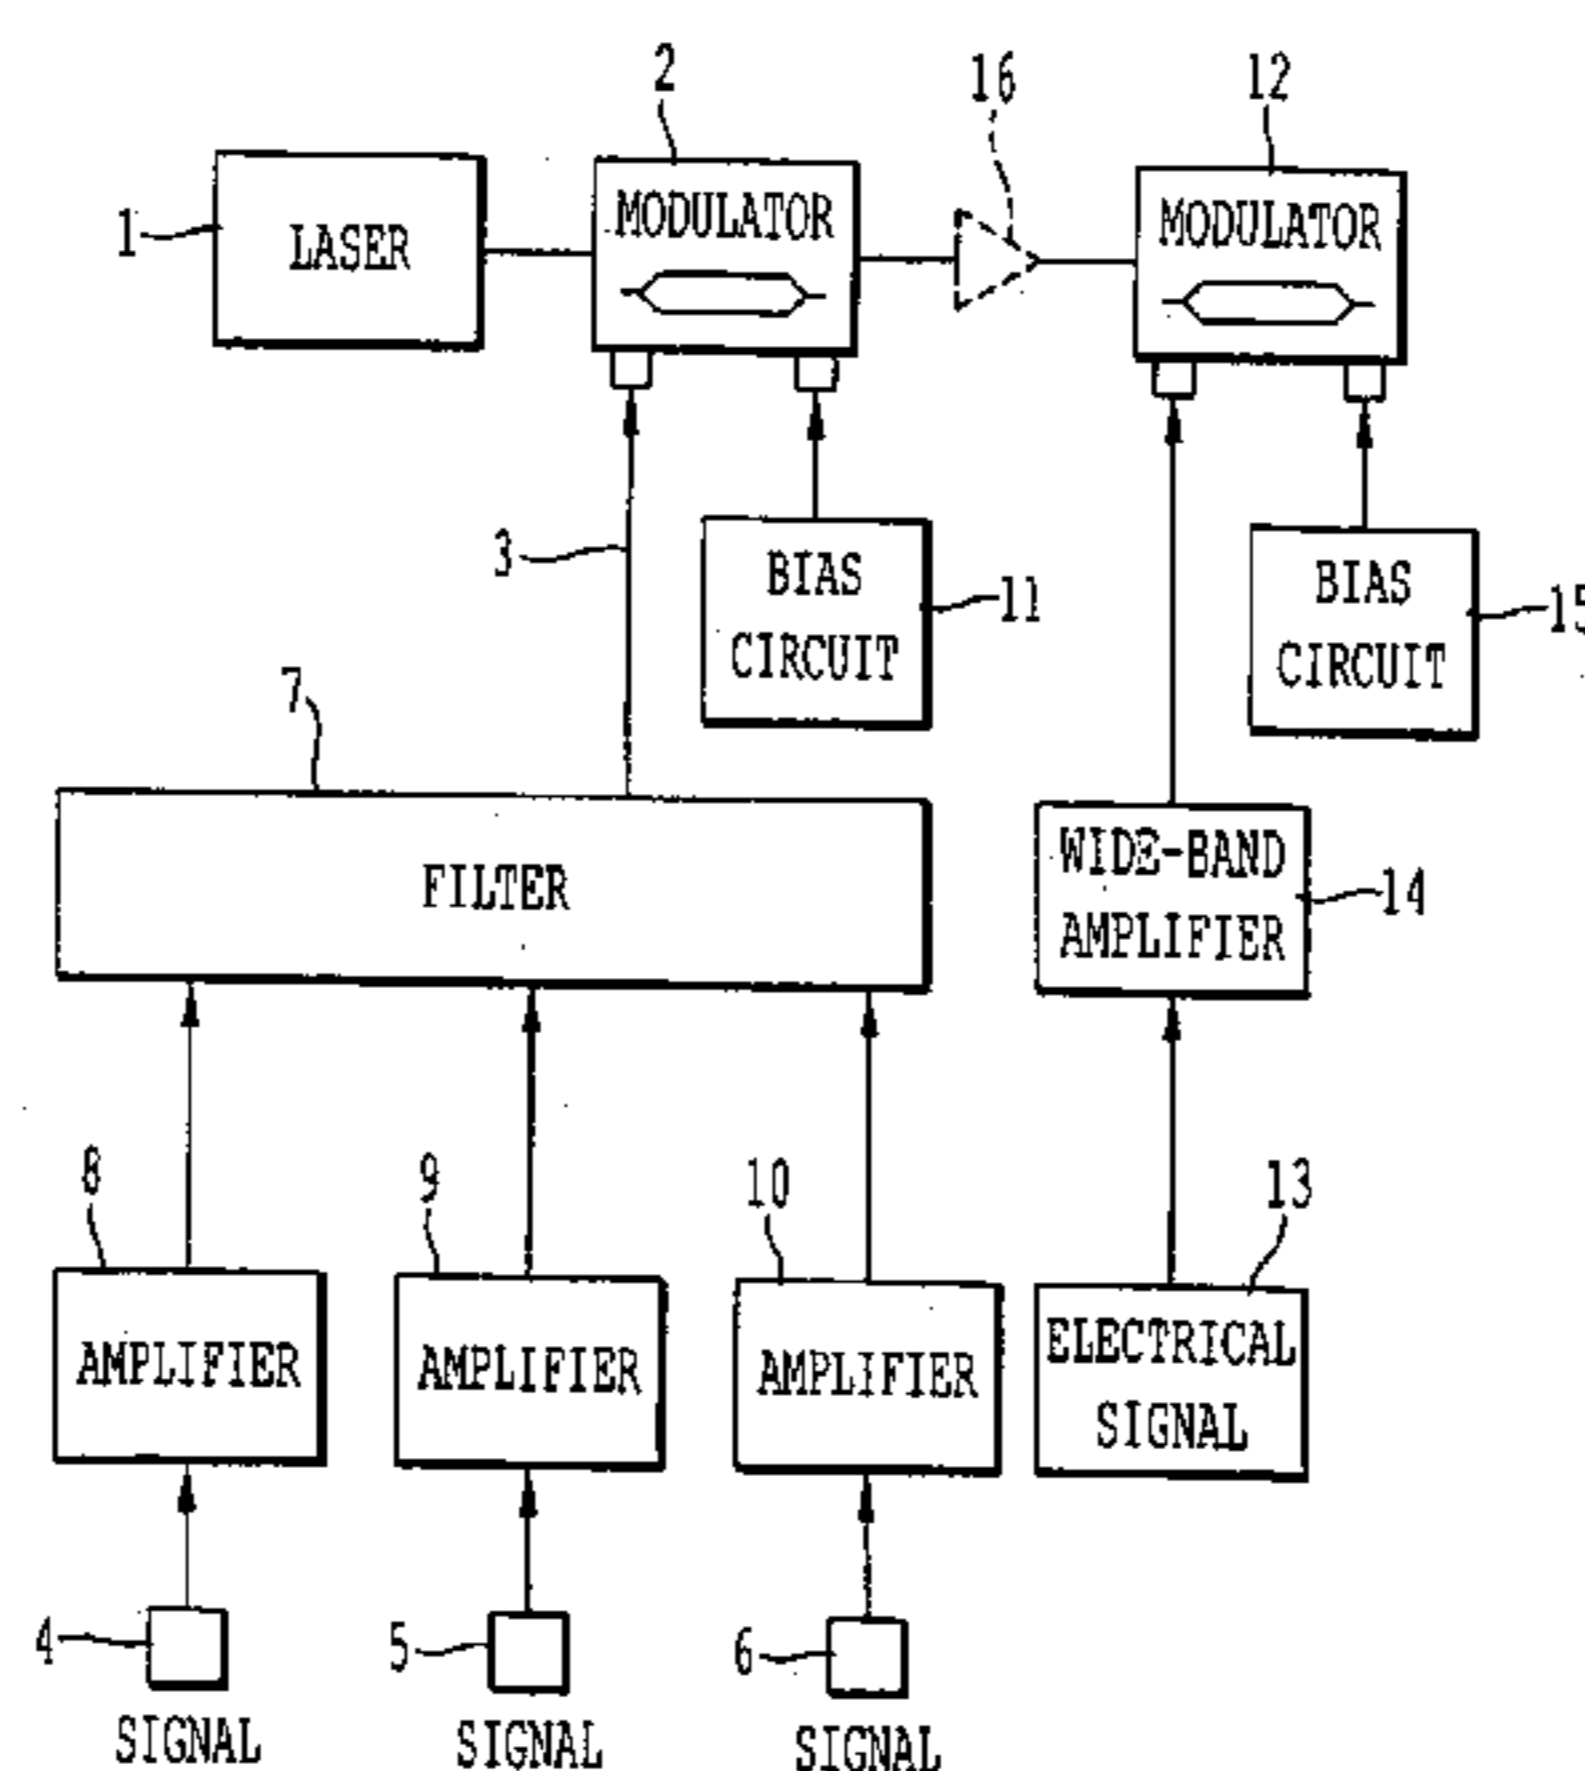 2
16
12
1
LASER
MODULATOR
MODULATOR
3
BIAS
CIRCUIT
11
BIAS
CIRCUIT
15
7
FILTER
WIDE-BAND
AMPLIFIER
14
8
9
10
13
AMPLIFIER
AMPLIFIER
AMPLIFIER
ELECTRICAL
SIGNAL
4
5
6
SIGNAL
SIGNAL
SIGNAL